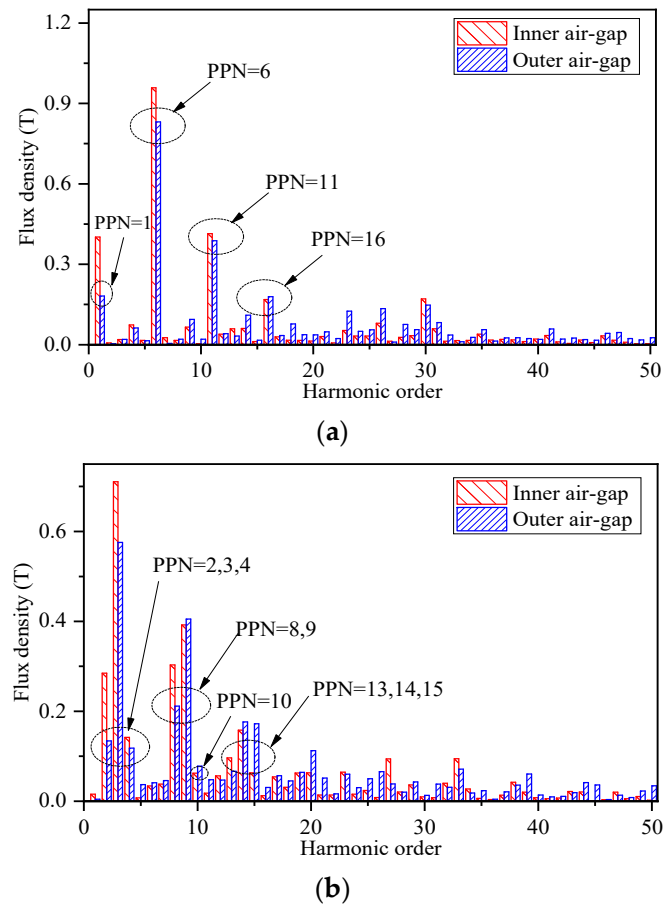 1.2
0.9
0.6
0.3
0.0
Flux density (T)
Inner air-gap
Outer air-gap
PPN=6
PPN=1
PPN=11
PPN=16
0 10 20 30 40 50
Harmonic order
(a)
0.6
0.4
0.2
0.0
Flux density (T)
Inner air-gap
Outer air-gap
PPN=2,3,4
PPN=8,9
PPN=10
PPN=13,14,15
0 10 20 30 40 50
Harmonic order
(b)